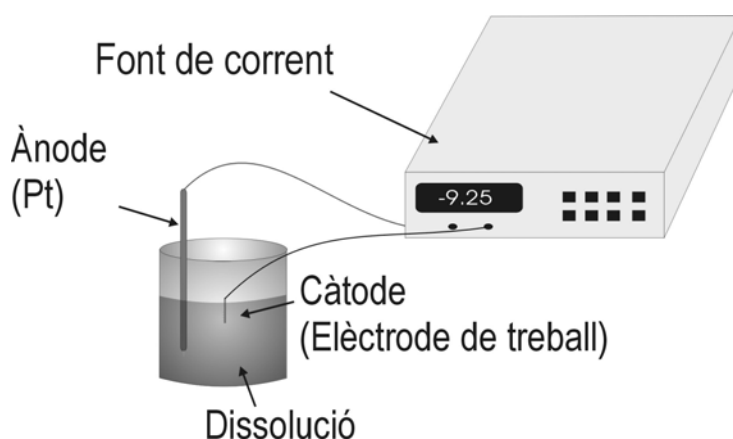 Font de corrent
Ànode
(Pt)
-9.25
Càtode
(Elèctrode de treball)
Dissolució